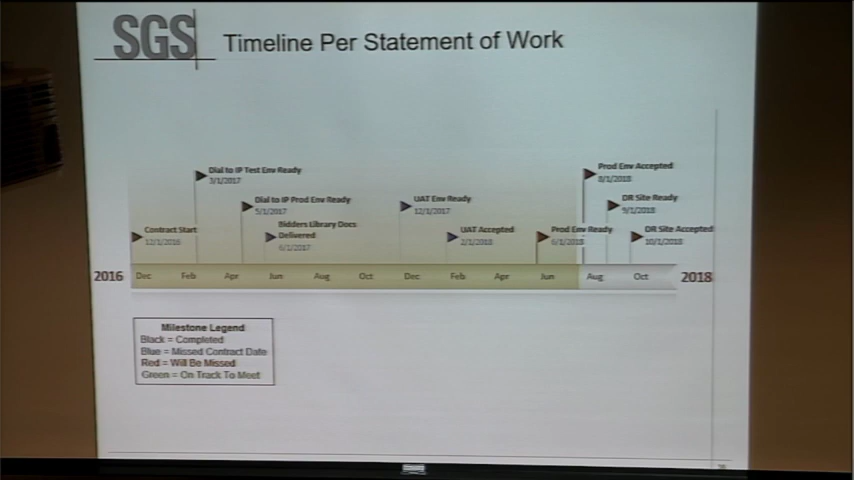 SGS Timeline Per Statement of Work
Prod Env Accepted
8/1/2018
Dial to IP Test Env Ready
3/1/2017
Dial to IP Prod Env Ready
5/1/2017
UAT Env Ready
12/1/2017
DR Site Ready
9/1/2018
Contract Start
12/1/2016
Bidders Library Docs
Delivered
6/1/2017
UAT Accepted
2/1/2018
Prod Env Ready
6/1/2018
DR Site Accepted
10/1/2018
2016 Dec Feb Apr Jun Aug Oct Dec Feb Apr Jun Aug Oct 2018
Milestone Legend
Black = Completed
Blue = Missed Contract Date
Red = Will Be Missed
Green = On Track To Meet